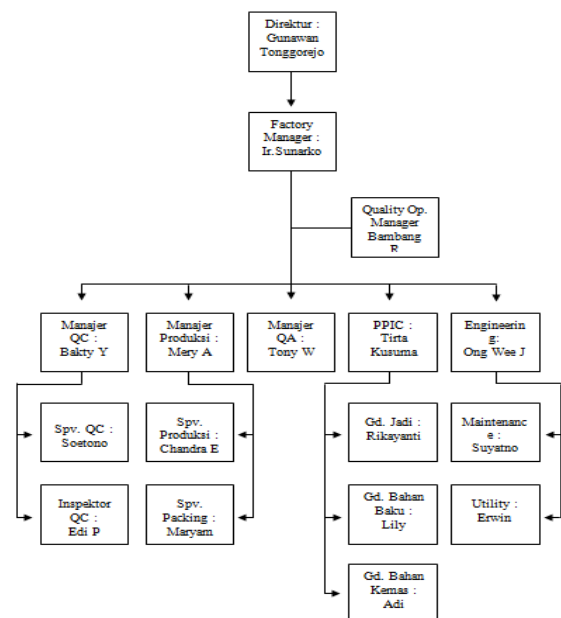 Direktur :
Gunawan
Tonggorejo
Factory
Manager :
Ir.Sunarko
Quality Op.
Manager
Bambang
R
Manajer
QC :
Bakty Y
Manajer
Produksi : 
Mery A
Manajer
QA :
Tony W
PPIC :
Tirta
Kusuma
Engineerin
g:
Ong Wee J
Spv. QC :
Soetono
Spv.
Produksi :
Chandra E
Gd. Jadi :
Rikayanti
Maintenanc
e :
Suyatno
Inspektor
QC :
Edi P
Spv.
Packing :
Maryam
Gd. Bahan
Baku :
Lily
Utility :
Erwin
Gd. Bahan
Kemas :
Adi